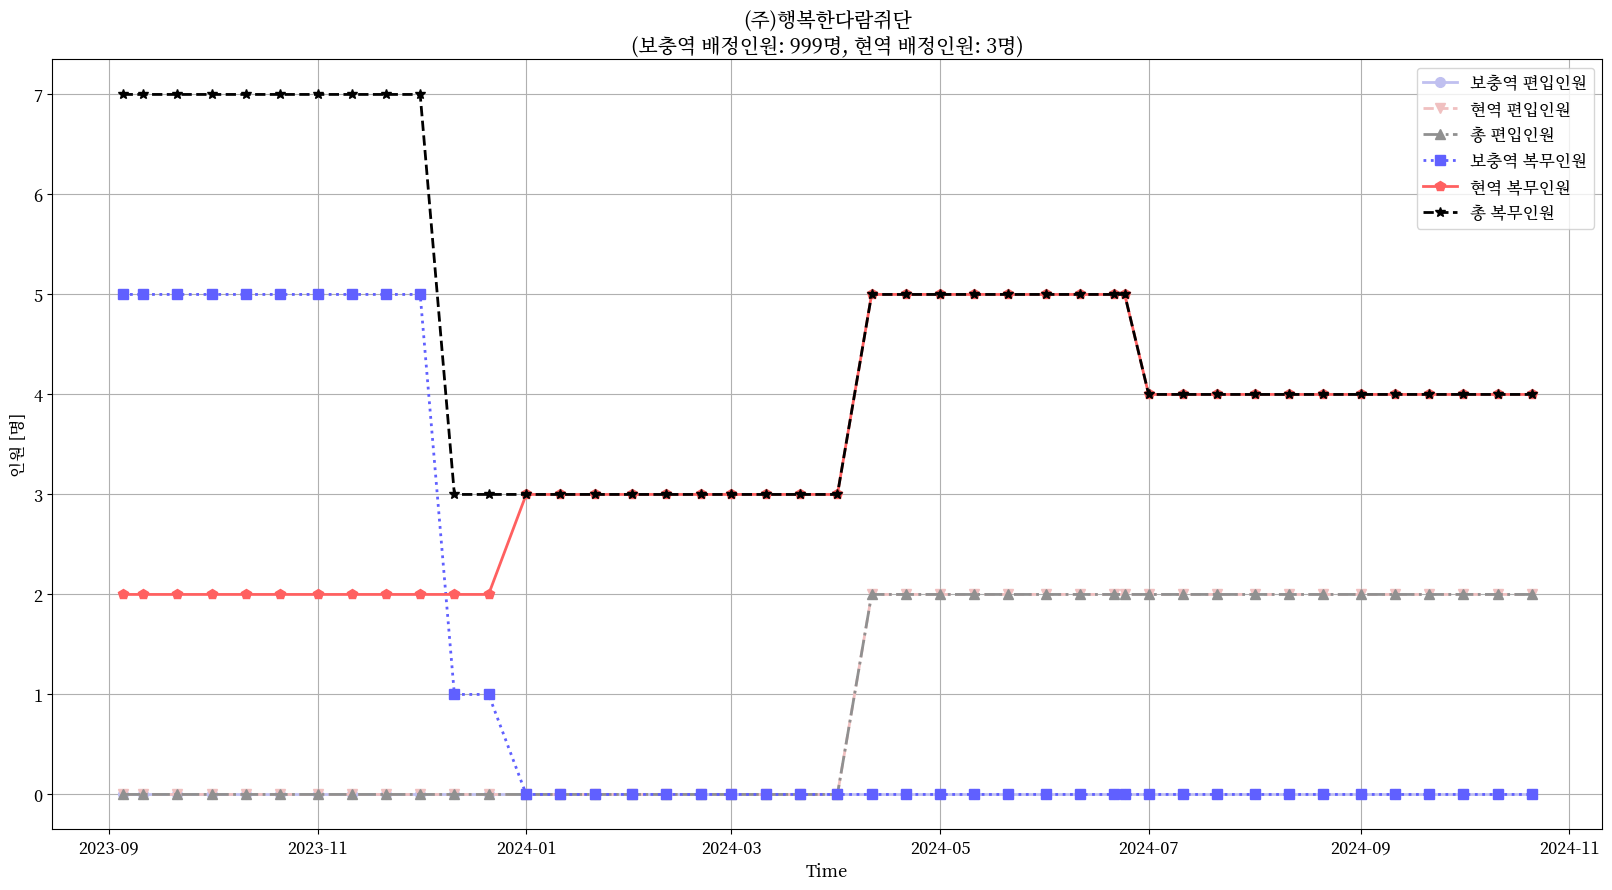 (주)행복한다람쥐단
(보충역 배정인원: 999명, 현역 배정인원: 3명)
보충역 편입인원
현역 편입인원
총 편입인원
보충역 복무인원
현역 복무인원
총 복무인원
인원 [명]
7
6
5
4
3
2
1
0
2023-09 2023-11 2024-01 2024-03 2024-05 2024-07 2024-09 2024-11
Time